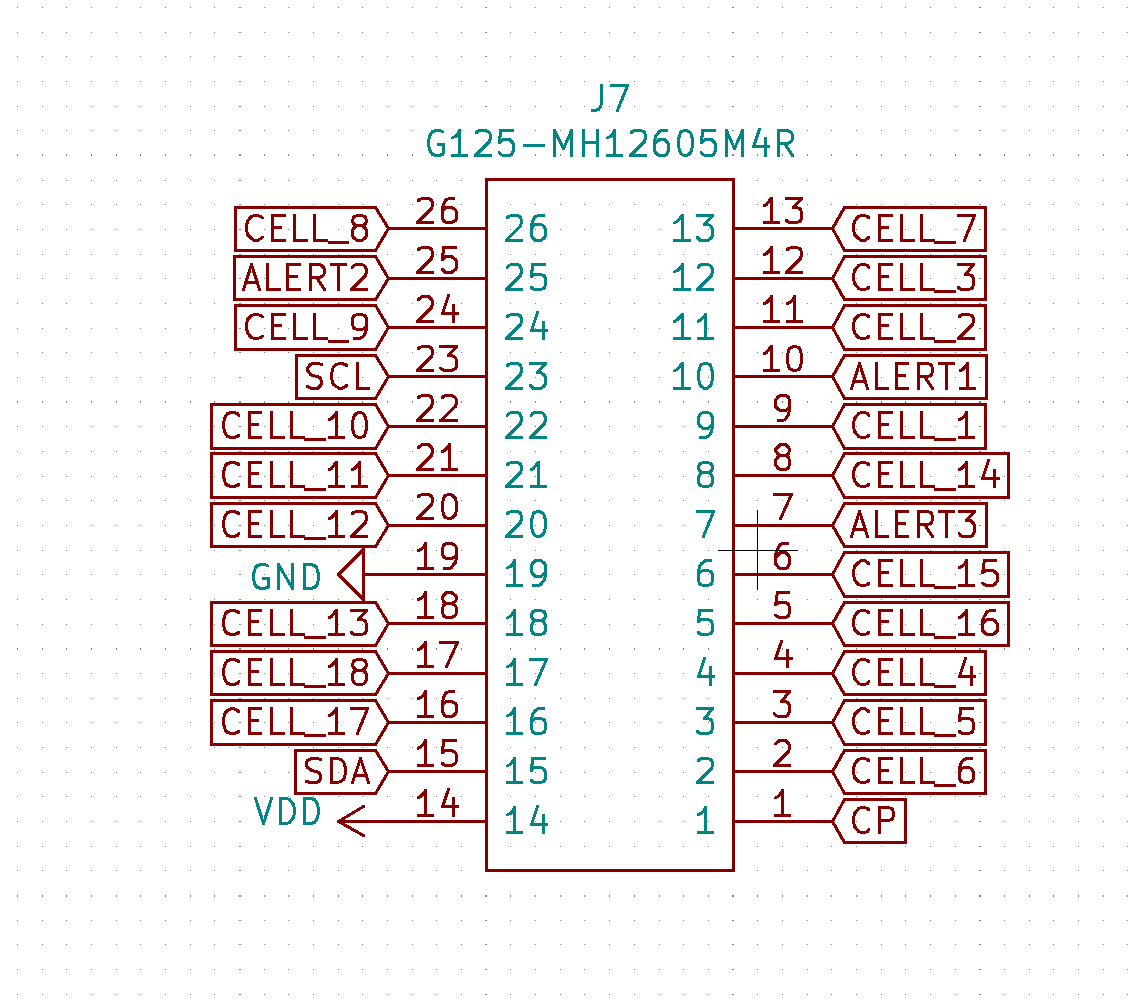 J7
G125-MH12605M4R
CELL_8 26 26 13 13 CELL_7
ALERT2 25 25 12 12 CELL_3
CELL_9 24 24 11 11 CELL_2
SCL 23 23 10 10 ALERT1
CELL_10 22 22 9 9 CELL_1
CELL_11 21 21 8 8 CELL_14
CELL_12 20 20 7 7 ALERT3
GND 19 19 6 6 CELL_15
CELL_13 18 18 5 5 CELL_16
CELL_18 17 17 4 4 CELL_4
CELL_17 16 16 3 3 CELL_5
SDA 15 15 2 2 CELL_6
VDD 14 14 1 1 CP